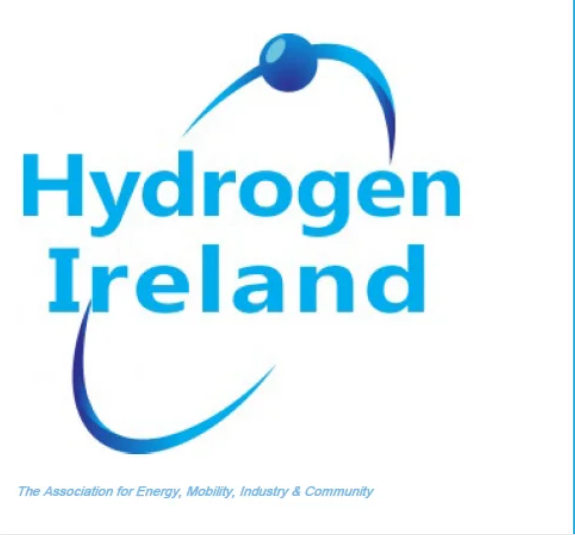 Hydrogen
Ireland
The Association for Energy, Mobility, Industry & Community